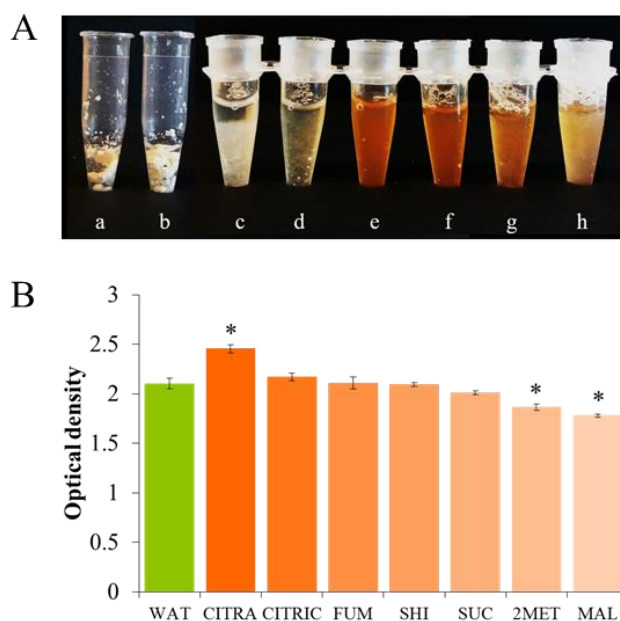 A
a b c d e f g h
B
3
2.5
2
1.5
1
0.5
0
Optical density
* * *
WAT CITRA CITRIC FUM SHI SUC 2MET MAL